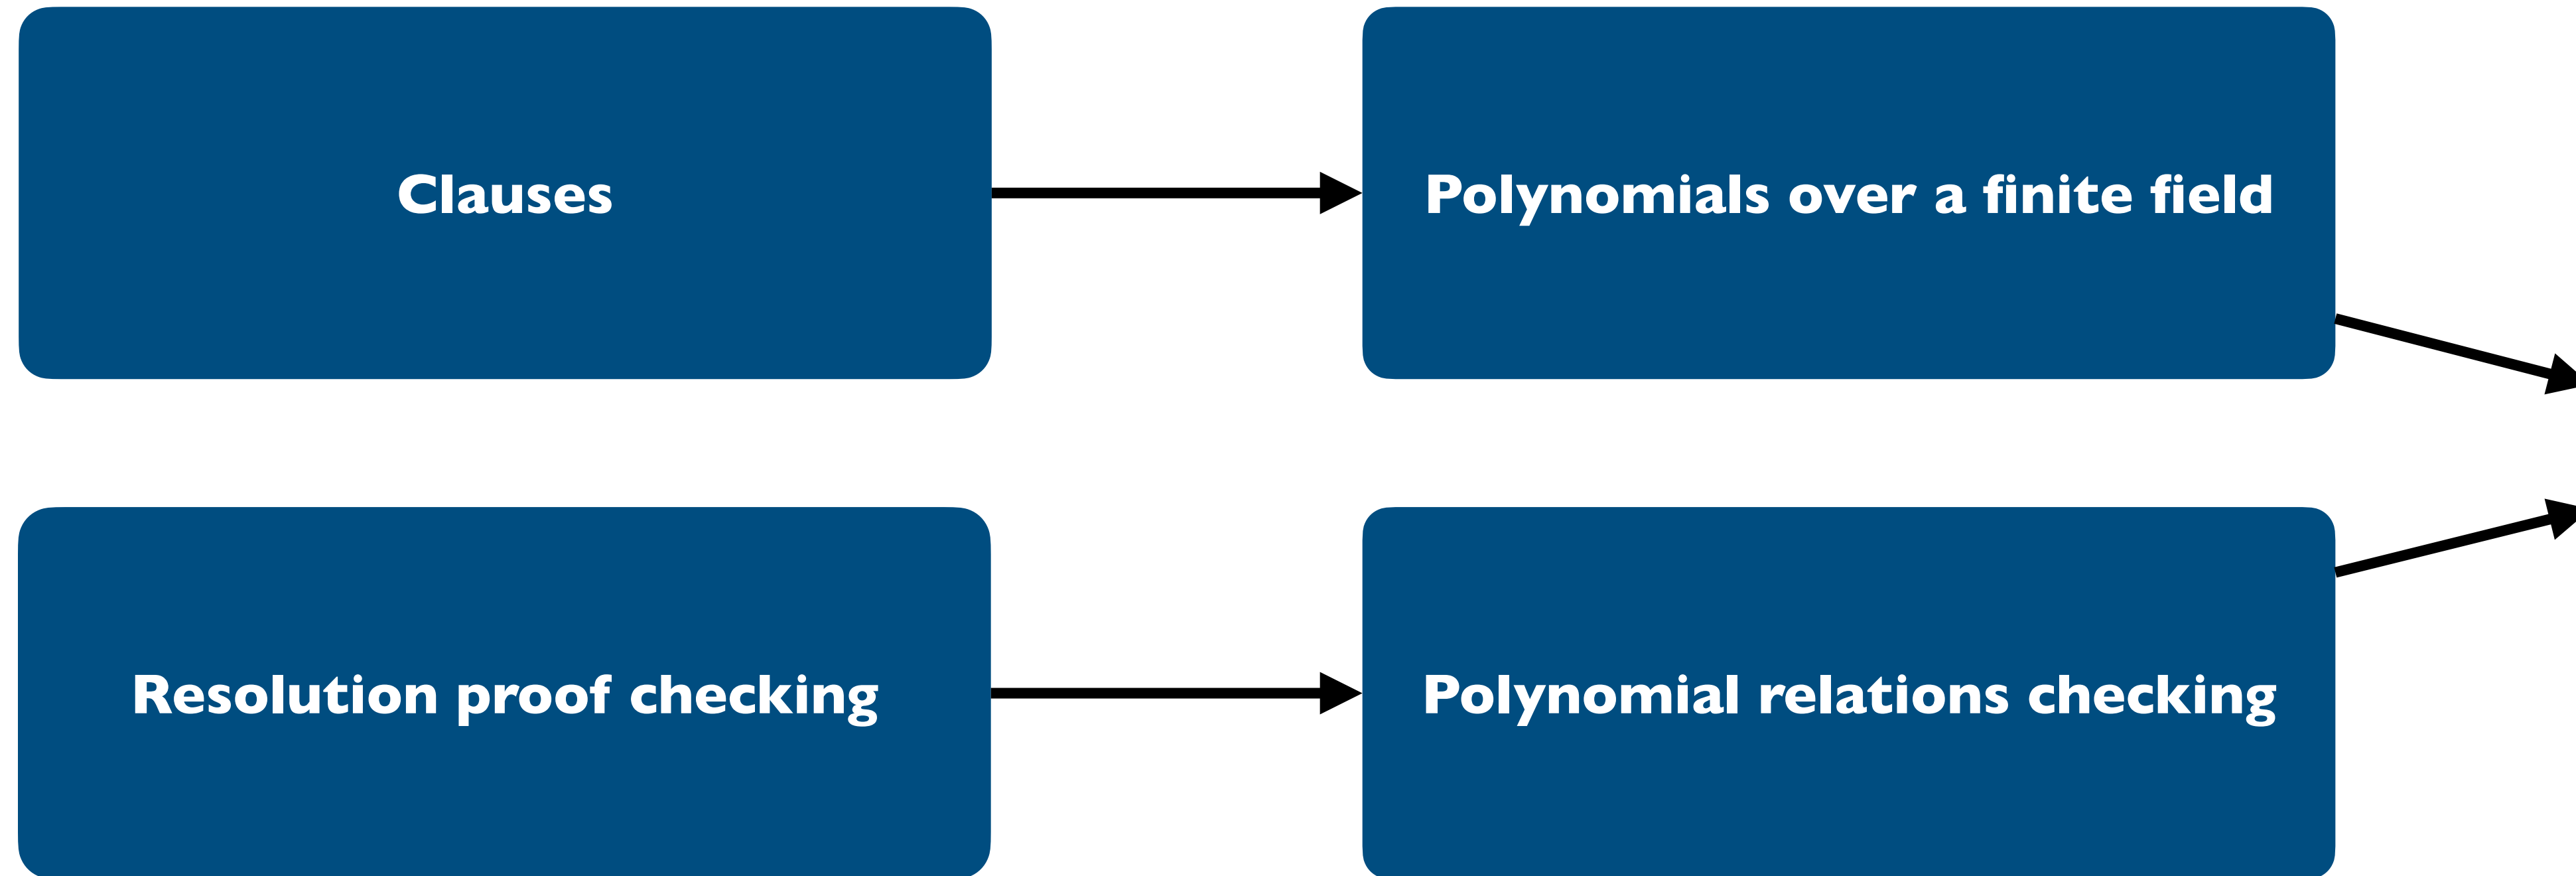 Clauses
Polynomials over a finite field
Resolution proof checking
Polynomial relations checking